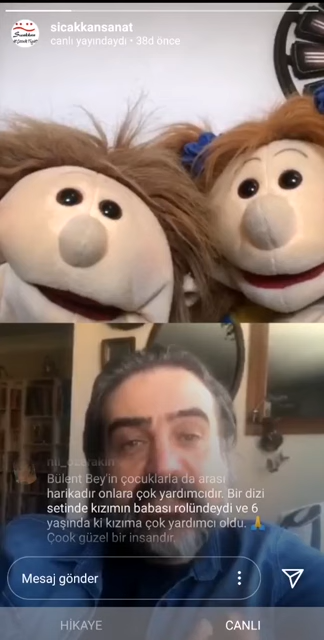 sicakkansanat
canlı yayındaydı • 38d önce
Sıcakkan
Bülent Bey'in çocuklarla da arası
harikadır onlara çok yardımcıdır. Bir dizi
setinde kızımın babası rolündeydi ve 6
yaşında ki kızıma çok yardımcı oldu. 🙏
Çook güzel bir insandır.
Mesaj gönder
HİKAYE
CANLI